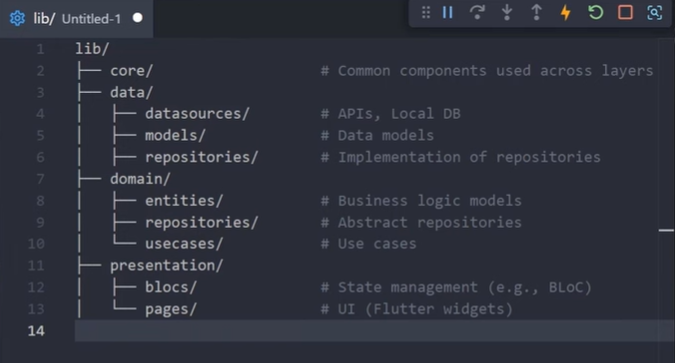 lib/ Untitled-1
1 lib/
2 ├── core/ # Common components used across layers
3 ├── data/
4 │ ├── datasources/ # APIs, Local DB
5 │ ├── models/ # Data models
6 │ ├── repositories/ # Implementation of repositories
7 ├── domain/
8 │ ├── entities/ # Business logic models
9 │ ├── repositories/ # Abstract repositories
10 │ └── usecases/ # Use cases
11 ├── presentation/
12 │ ├── blocs/ # State management (e.g., BLoC)
13 │ └── pages/ # UI (Flutter widgets)
14